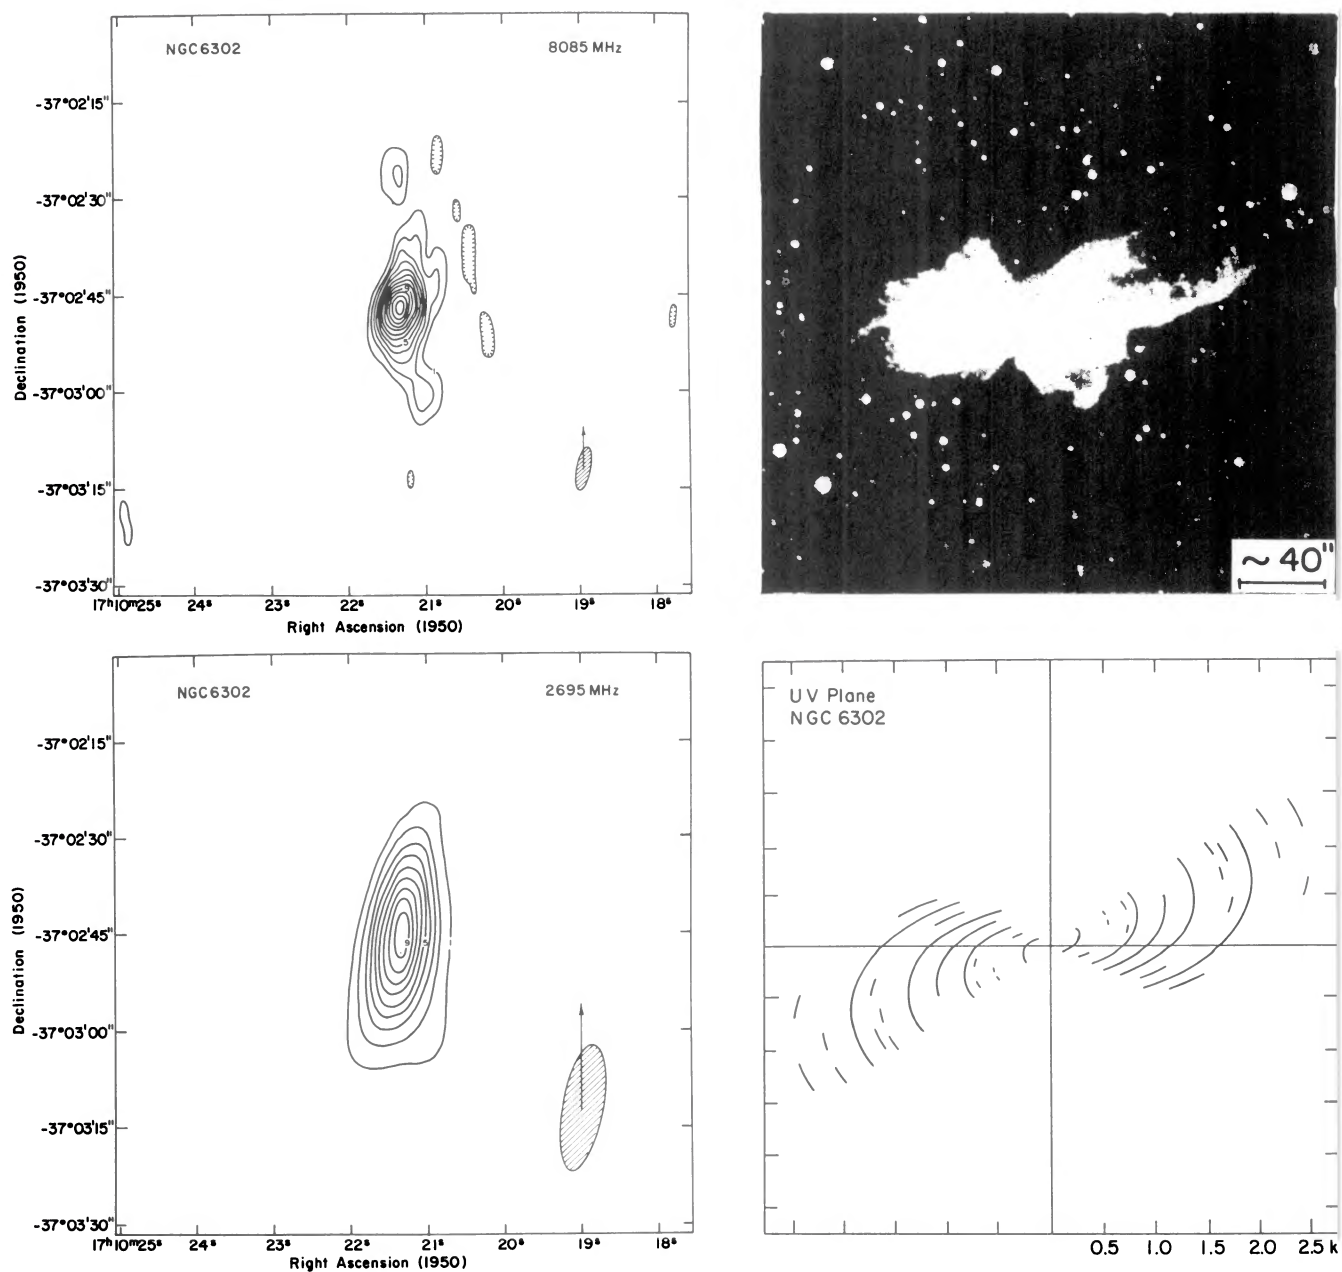 NGC6302 8085 MHz
-37°02'15"
-37°02'30"
-37°02'45"
-37°03'00"
-37°03'15"
-37°03'30"
Declination (1950)
5
17ʰ10ᵐ25ˢ 24ˢ 23ˢ 22ˢ 21ˢ 20ˢ 19ˢ 18ˢ
Right Ascension (1950)
~ 40"
NGC6302 2695 MHz
-37°02'15"
-37°02'30"
-37°02'45"
-37°03'00"
-37°03'15"
-37°03'30"
Declination (1950)
9 5 1
17ʰ10ᵐ25ˢ 24ˢ 23ˢ 22ˢ 21ˢ 20ˢ 19ˢ 18ˢ
Right Ascension (1950)
UV Plane
NGC 6302
0.5 1.0 1.5 2.0 2.5 k